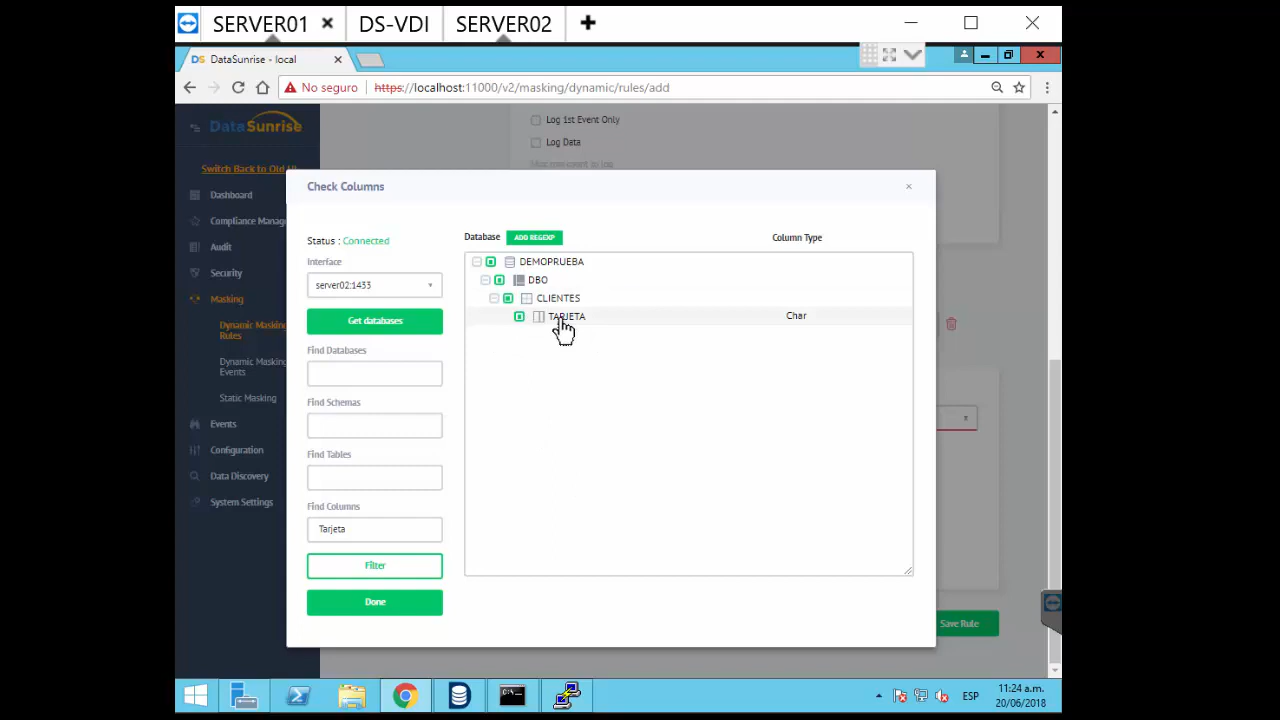 SERVER01
DS-VDI
SERVER02
DataSunrise - local
No seguro
https://localhost:11000/v2/masking/dynamic/rules/add
DataSunrise
Switch Back to Old UI
Dashboard
Compliance Manag
Audit
Security
Masking
Dynamic Masking
Rules
Dynamic Masking
Events
Static Masking
Events
Configuration
Data Discovery
System Settings
Log 1st Event Only
Log Data
Check Columns
Status : Connected
Interface
server02:1433
Get databases
Find Databases
Find Schemas
Find Tables
Find Columns
Tarjeta
Filter
Done
Database
ADD REGEXP
Column Type
DEMOPRUEBA
DBO
CLIENTES
TARJETA
Char
Save Rule
ESP
11:24 a.m.
20/06/2018